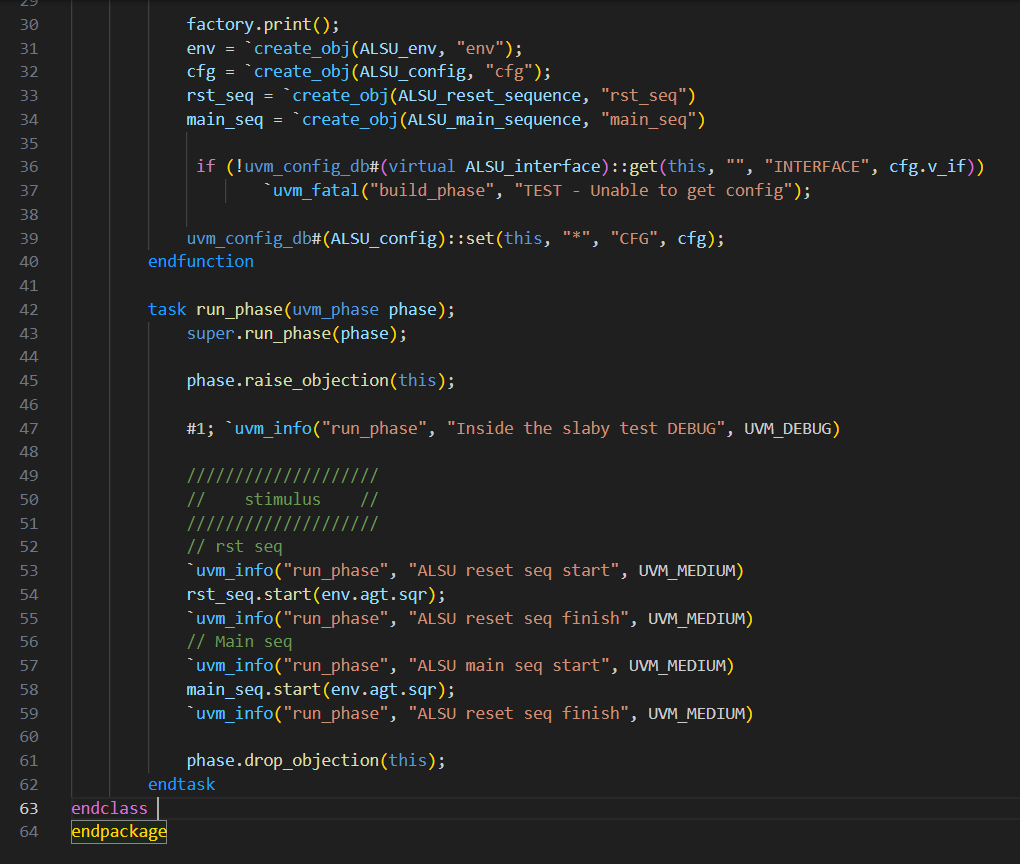 29
30 factory.print();
31 env = `create_obj(ALSU_env, "env");
32 cfg = `create_obj(ALSU_config, "cfg");
33 rst_seq = `create_obj(ALSU_reset_sequence, "rst_seq")
34 main_seq = `create_obj(ALSU_main_sequence, "main_seq")
35
36 if (!uvm_config_db#(virtual ALSU_interface)::get(this, "", "INTERFACE", cfg.v_if))
37 `uvm_fatal("build_phase", "TEST - Unable to get config");
38
39 uvm_config_db#(ALSU_config)::set(this, "*", "CFG", cfg);
40 endfunction
41
42 task run_phase(uvm_phase phase);
43 super.run_phase(phase);
44
45 phase.raise_objection(this);
46
47 #1; `uvm_info("run_phase", "Inside the slaby test DEBUG", UVM_DEBUG)
48
49 ////////////////////
50 //    stimulus    //
51 ////////////////////
52 // rst seq
53 `uvm_info("run_phase", "ALSU reset seq start", UVM_MEDIUM)
54 rst_seq.start(env.agt.sqr);
55 `uvm_info("run_phase", "ALSU reset seq finish", UVM_MEDIUM)
56 // Main seq
57 `uvm_info("run_phase", "ALSU main seq start", UVM_MEDIUM)
58 main_seq.start(env.agt.sqr);
59 `uvm_info("run_phase", "ALSU reset seq finish", UVM_MEDIUM)
60
61 phase.drop_objection(this);
62 endtask
63 endclass
64 endpackage